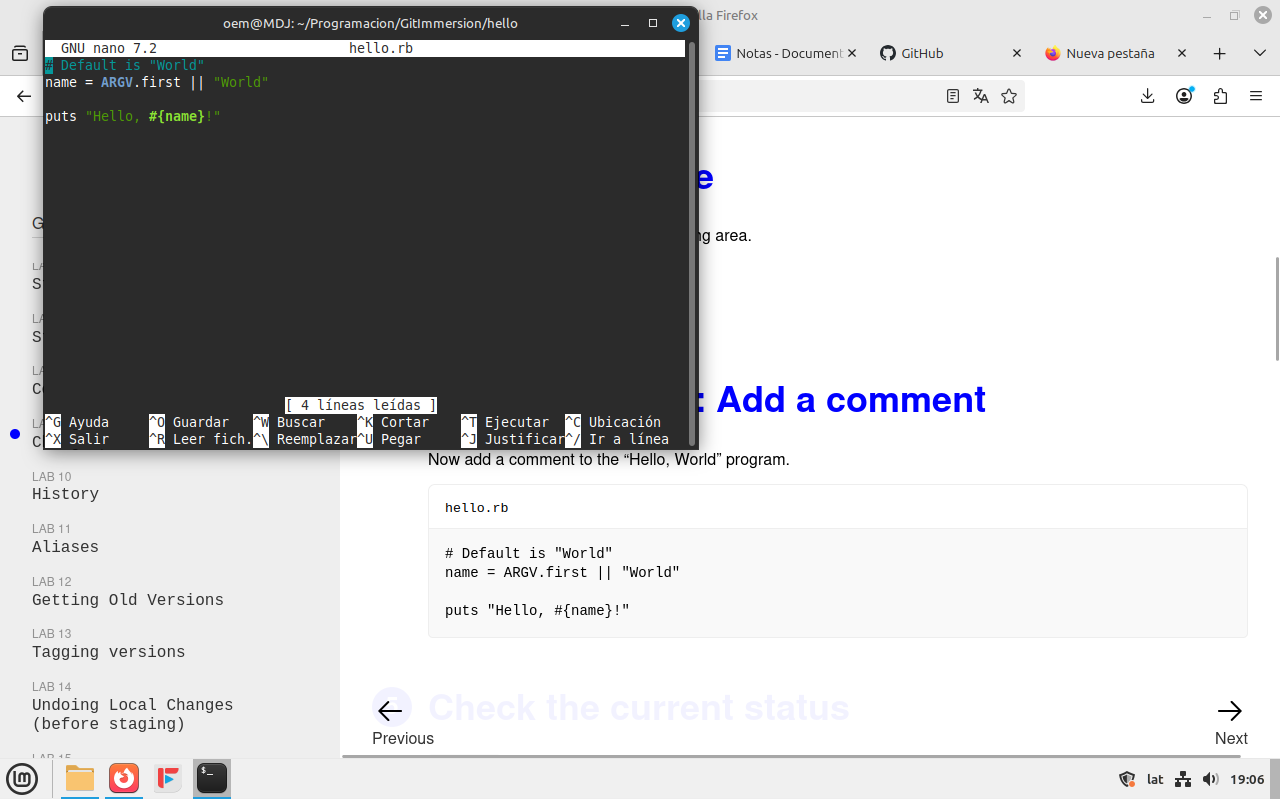 oem@MDJ: ~/Programacion/GitImmersion/hello
lla Firefox
GNU nano 7.2 hello.rb
# Default is "World"
name = ARGV.first || "World"
puts "Hello, #{name}!"
[ 4 líneas leídas ]
^G Ayuda ^O Guardar ^W Buscar ^K Cortar ^T Ejecutar ^C Ubicación
^X Salir ^R Leer fich. ^\ Reemplazar ^U Pegar ^J Justificar ^/ Ir a línea
Notas - Document
GitHub
Nueva pestaña
e
ng area.
: Add a comment
Now add a comment to the “Hello, World” program.
hello.rb
# Default is "World"
name = ARGV.first || "World"
puts "Hello, #{name}!"
Check the current status
Previous
Next
G
LA
S
LA
S
LA
C
LA
C
LAB 10
History
LAB 11
Aliases
LAB 12
Getting Old Versions
LAB 13
Tagging versions
LAB 14
Undoing Local Changes
(before staging)
LAB 15
$_
lat
19:06